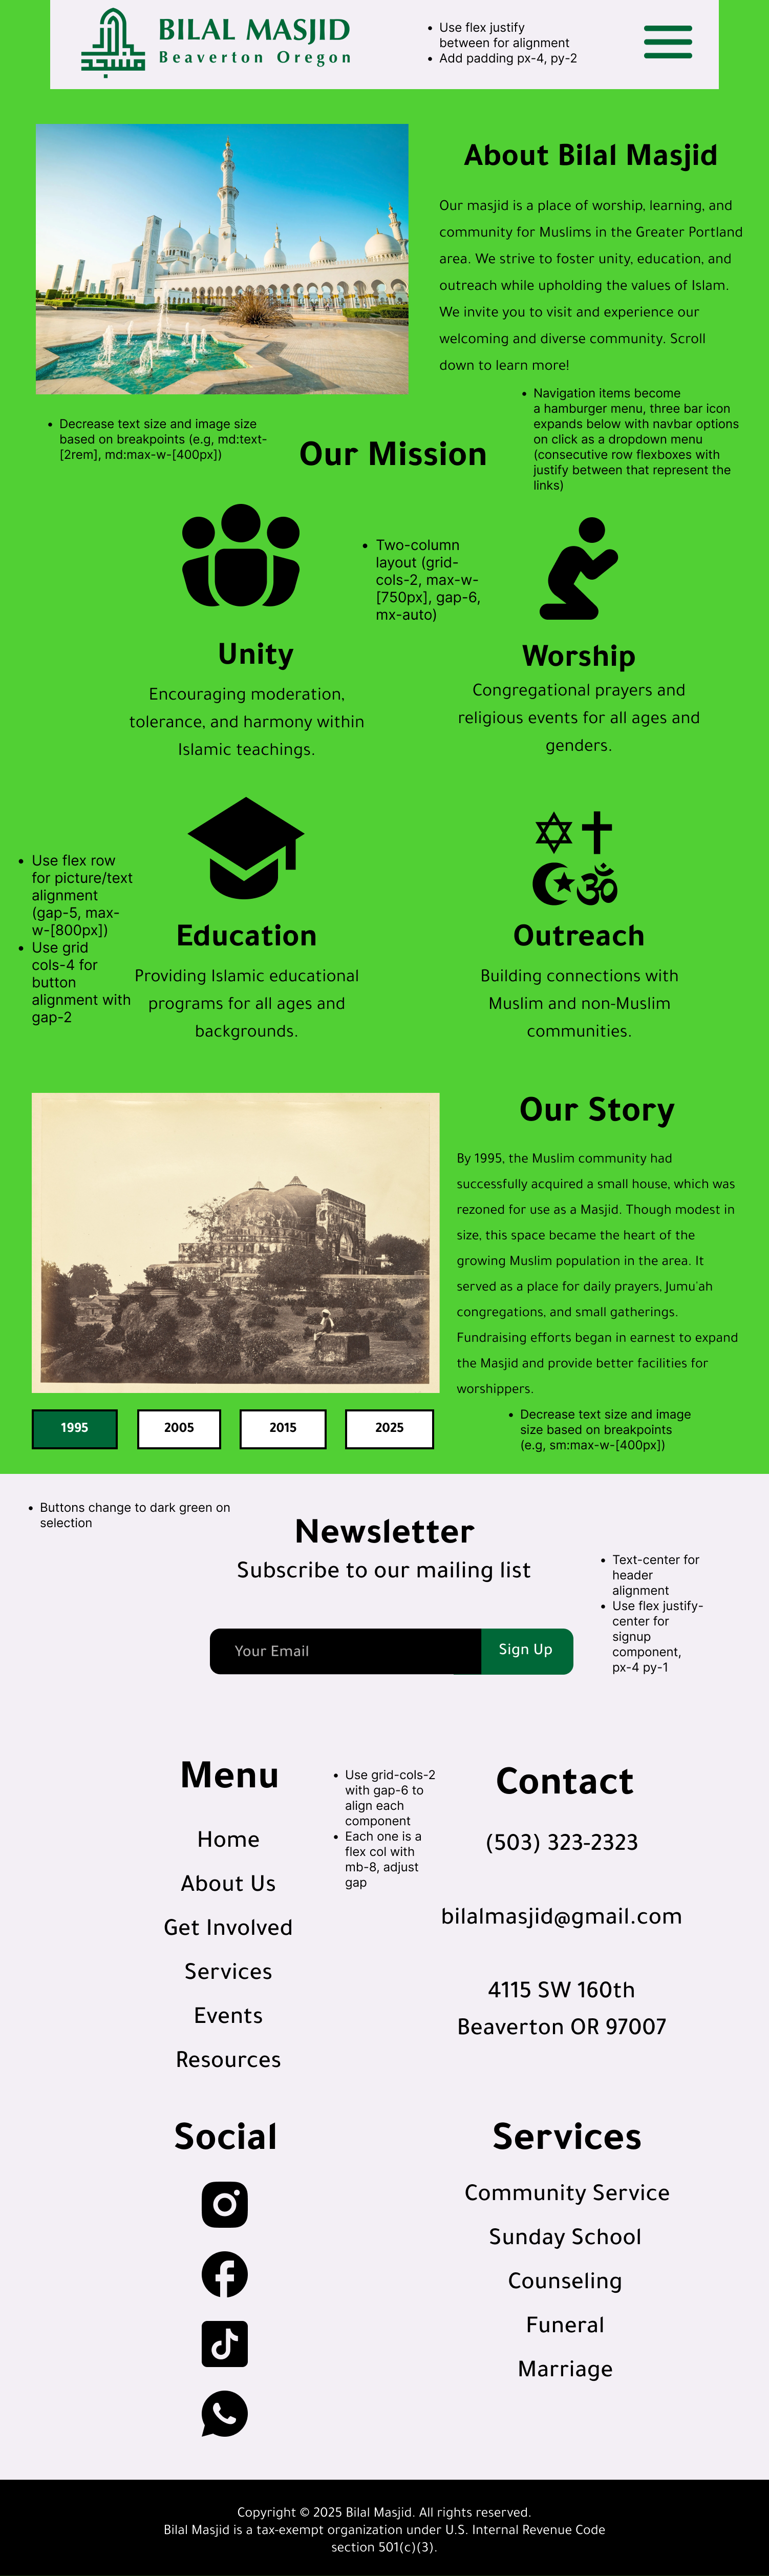 BILAL MASJID
Beaverton Oregon
• Use flex justify
between for alignment
• Add padding px-4, py-2
About Bilal Masjid
Our masjid is a place of worship, learning, and
community for Muslims in the Greater Portland
area. We strive to foster unity, education, and
outreach while upholding the values of Islam.
We invite you to visit and experience our
welcoming and diverse community. Scroll
down to learn more!
• Navigation items become
a hamburger menu, three bar icon
expands below with navbar options
on click as a dropdown menu
(consecutive row flexboxes with
justify between that represent the
links)
• Decrease text size and image size
based on breakpoints (e.g, md:text-
[2rem], md:max-w-[400px])
Our Mission
• Two-column
layout (grid-
cols-2, max-w-
[750px], gap-6,
mx-auto)
Unity
Encouraging moderation,
tolerance, and harmony within
Islamic teachings.
Worship
Congregational prayers and
religious events for all ages and
genders.
• Use flex row
for picture/text
alignment
(gap-5, max-
w-[800px])
• Use grid
cols-4 for
button
alignment with
gap-2
Education
Providing Islamic educational
programs for all ages and
backgrounds.
Outreach
Building connections with
Muslim and non-Muslim
communities.
Our Story
By 1995, the Muslim community had
successfully acquired a small house, which was
rezoned for use as a Masjid. Though modest in
size, this space became the heart of the
growing Muslim population in the area. It
served as a place for daily prayers, Jumu'ah
congregations, and small gatherings.
Fundraising efforts began in earnest to expand
the Masjid and provide better facilities for
worshippers.
1995
2005
2015
2025
• Decrease text size and image
size based on breakpoints
(e.g, sm:max-w-[400px])
• Buttons change to dark green on
selection
Newsletter
Subscribe to our mailing list
• Text-center for
header
alignment
• Use flex justify-
center for
signup
component,
px-4 py-1
Your Email
Sign Up
Menu
Home
About Us
Get Involved
Services
Events
Resources
• Use grid-cols-2
with gap-6 to
align each
component
• Each one is a
flex col with
mb-8, adjust
gap
Contact
(503) 323-2323
bilalmasjid@gmail.com
4115 SW 160th
Beaverton OR 97007
Social
Services
Community Service
Sunday School
Counseling
Funeral
Marriage
Copyright © 2025 Bilal Masjid. All rights reserved.
Bilal Masjid is a tax-exempt organization under U.S. Internal Revenue Code
section 501(c)(3).